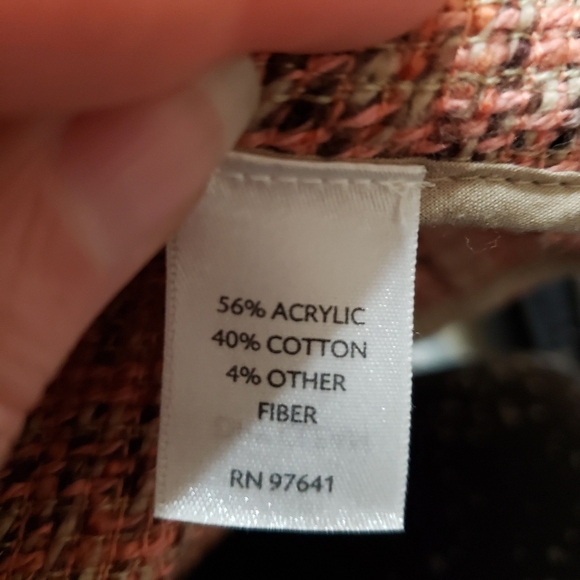 56% ACRYLIC
40% COTTON
4% OTHER
FIBER
RN 97641